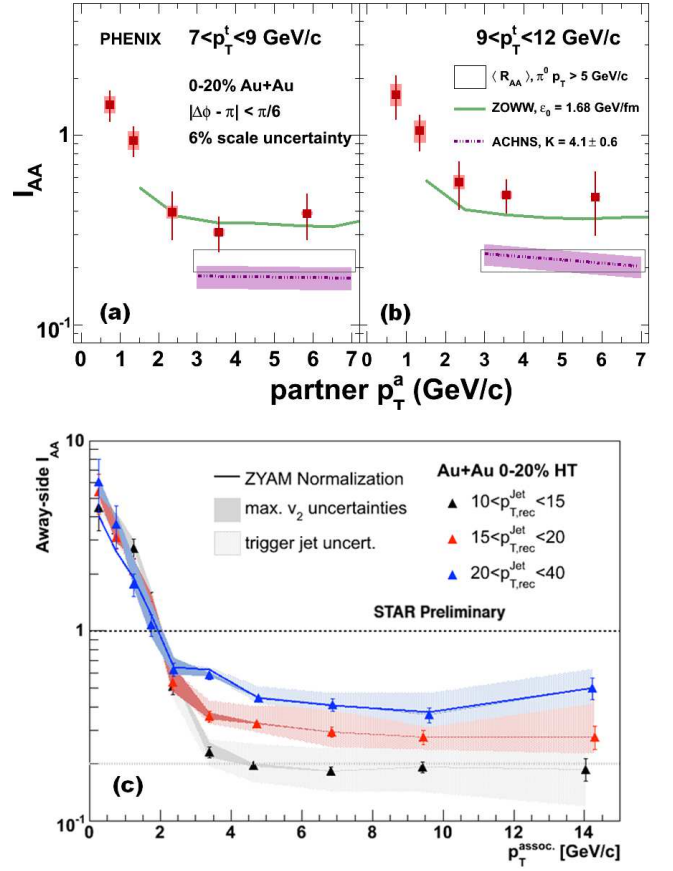 PHENIX 7<p_T^t<9 GeV/c
0-20% Au+Au
|Δϕ - π| < π/6
6% scale uncertainty
(a)
9<p_T^t<12 GeV/c
⟨ R_AA ⟩, π⁰ p_T > 5 GeV/c
ZOWW, ε₀ = 1.68 GeV/fm
ACHNS, K = 4.1± 0.6
(b)
I_AA
1
10⁻¹
0 1 2 3 4 5 6 7
0 1 2 3 4 5 6 7
partner p_T^a (GeV/c)
Away-side I_AA
10
1
10⁻¹
ZYAM Normalization
max. v₂ uncertainties
trigger jet uncert.
Au+Au 0-20% HT
10<p_T,rec^Jet<15
15<p_T,rec^Jet<20
20<p_T,rec^Jet<40
STAR Preliminary
(c)
0 2 4 6 8 10 12 14
p_T^assoc. [GeV/c]